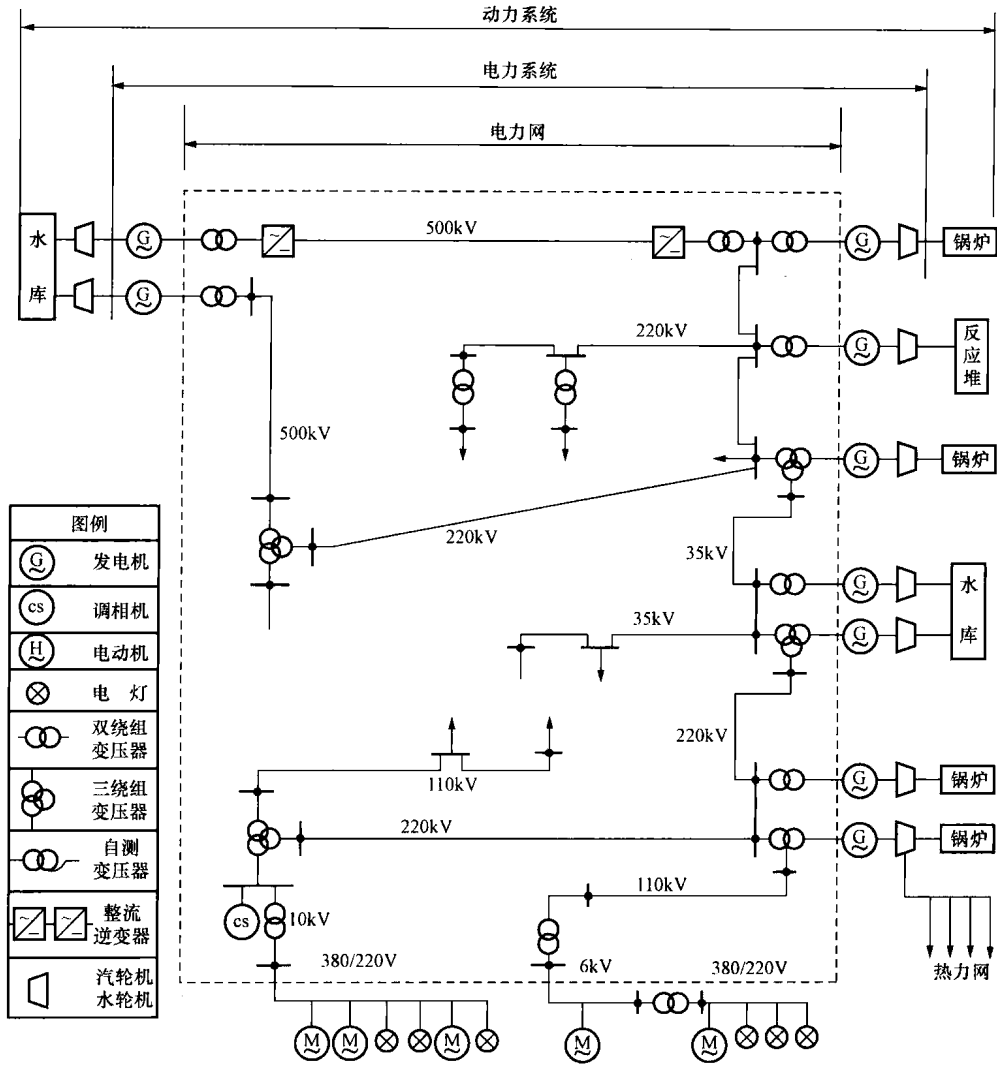 动力系统
电力系统
电力网
水
库
G
500kV
G
锅炉
G
220kV
G
反
应
堆
500kV
G
锅炉
220kV
35kV
G
水
库
35kV
G
220kV
110kV
G
锅炉
220kV
G
锅炉
110kV
cs
10kV
380/220V
6kV
380/220V
热力网
M
M
M
M
M
图例
G
发电机
cs
调相机
H
电动机
电 灯
双绕组
变压器
三绕组
变压器
自测
变压器
整流
逆变器
汽轮机
水轮机